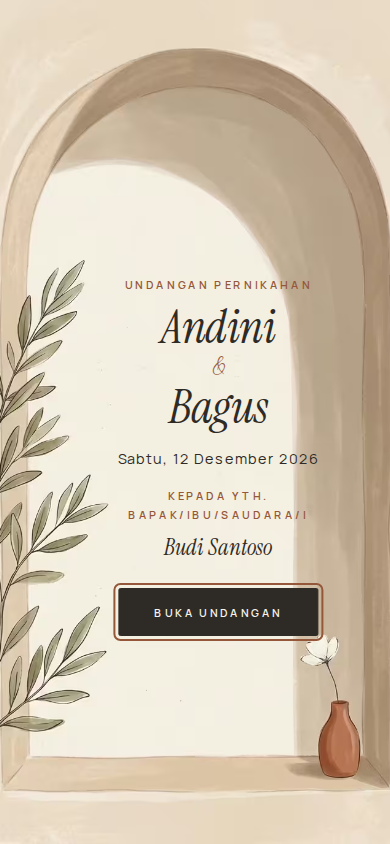 UNDANGAN PERNIKAHAN
Andini
&
Bagus
Sabtu, 12 Desember 2026
KEPADA YTH.
BAPAK/IBU/SAUDARA/I
Budi Santoso
BUKA UNDANGAN